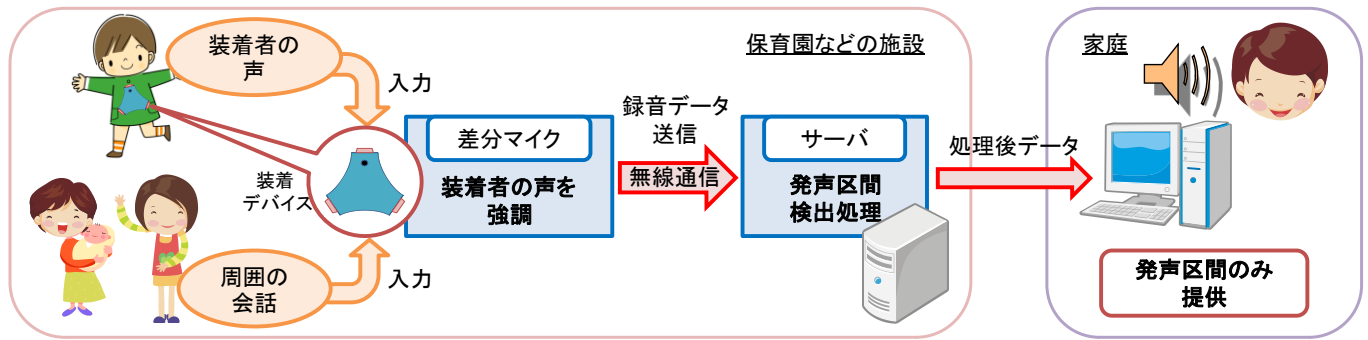 保育園などの施設
装着者の
声
入力
差分マイク
装着者の声を
強調
装着
デバイス
周囲の
会話
入力
録音データ
送信
無線通信
サーバ
発声区間
検出処理
処理後データ
家庭
発声区間のみ
提供